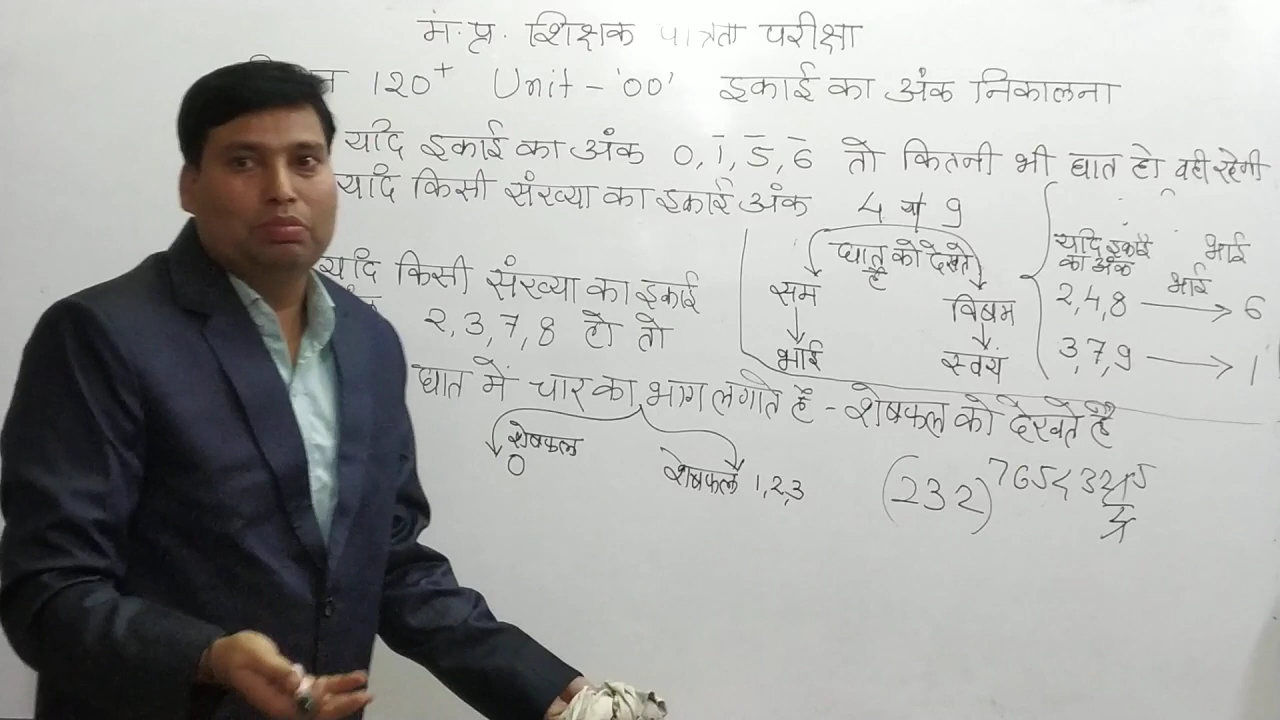 म.प्र. शिक्षक पात्रता परीक्षा
120+ Unit - '00' इकाई का अंक निकालना
यदि इकाई का अंक 0, 1, 5, 6 तो कितनी भी घात हो वही रहेगी
यदि किसी संख्या का इकाई अंक 4 या 9
घात को देखते है
सम
विषम
भाई
स्वयं
यदि इकाई का अंक
भाई
भाई
2,4,8 → 6
3,7,9 → 1
यदि किसी संख्या का इकाई
2,3,7,8 हो तो
घात में चार का भाग लगाते हैं - शेषफल को देखते हैं
शेषफल
0
शेषफल 1,2,3
(232)